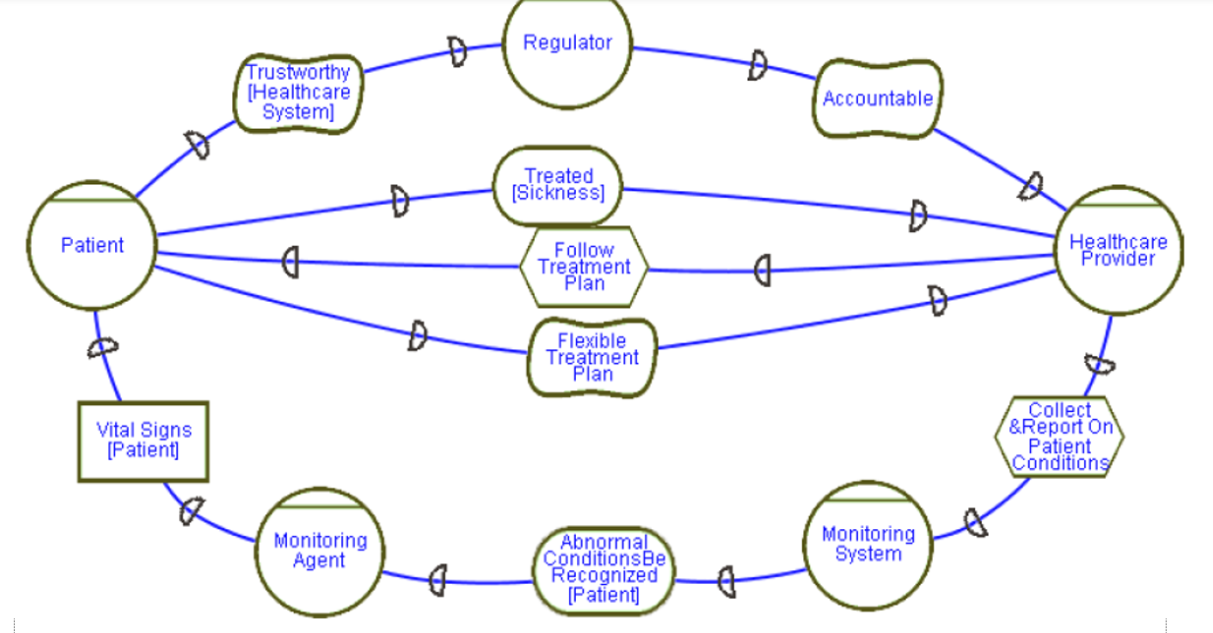 Regulator
Trustworthy
[Healthcare
System]
Accountable
Treated
[Sickness]
Patient
Healthcare
Provider
Follow
Treatment
Plan
Flexible
Treatment
Plan
Vital Signs
[Patient]
Collect
&Report On
Patient
Conditions
Monitoring
Agent
Abnormal
ConditionsBe
Recognized
[Patient]
Monitoring
System